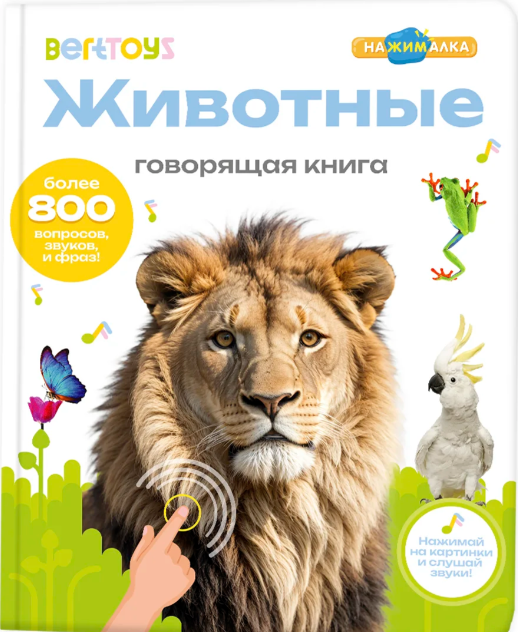 BertToys
НАЖИМАЛКА
Животные
говорящая книга
более
800
вопросов,
звуков,
и фраз!
Нажимай
на картинки
и слушай
звуки!